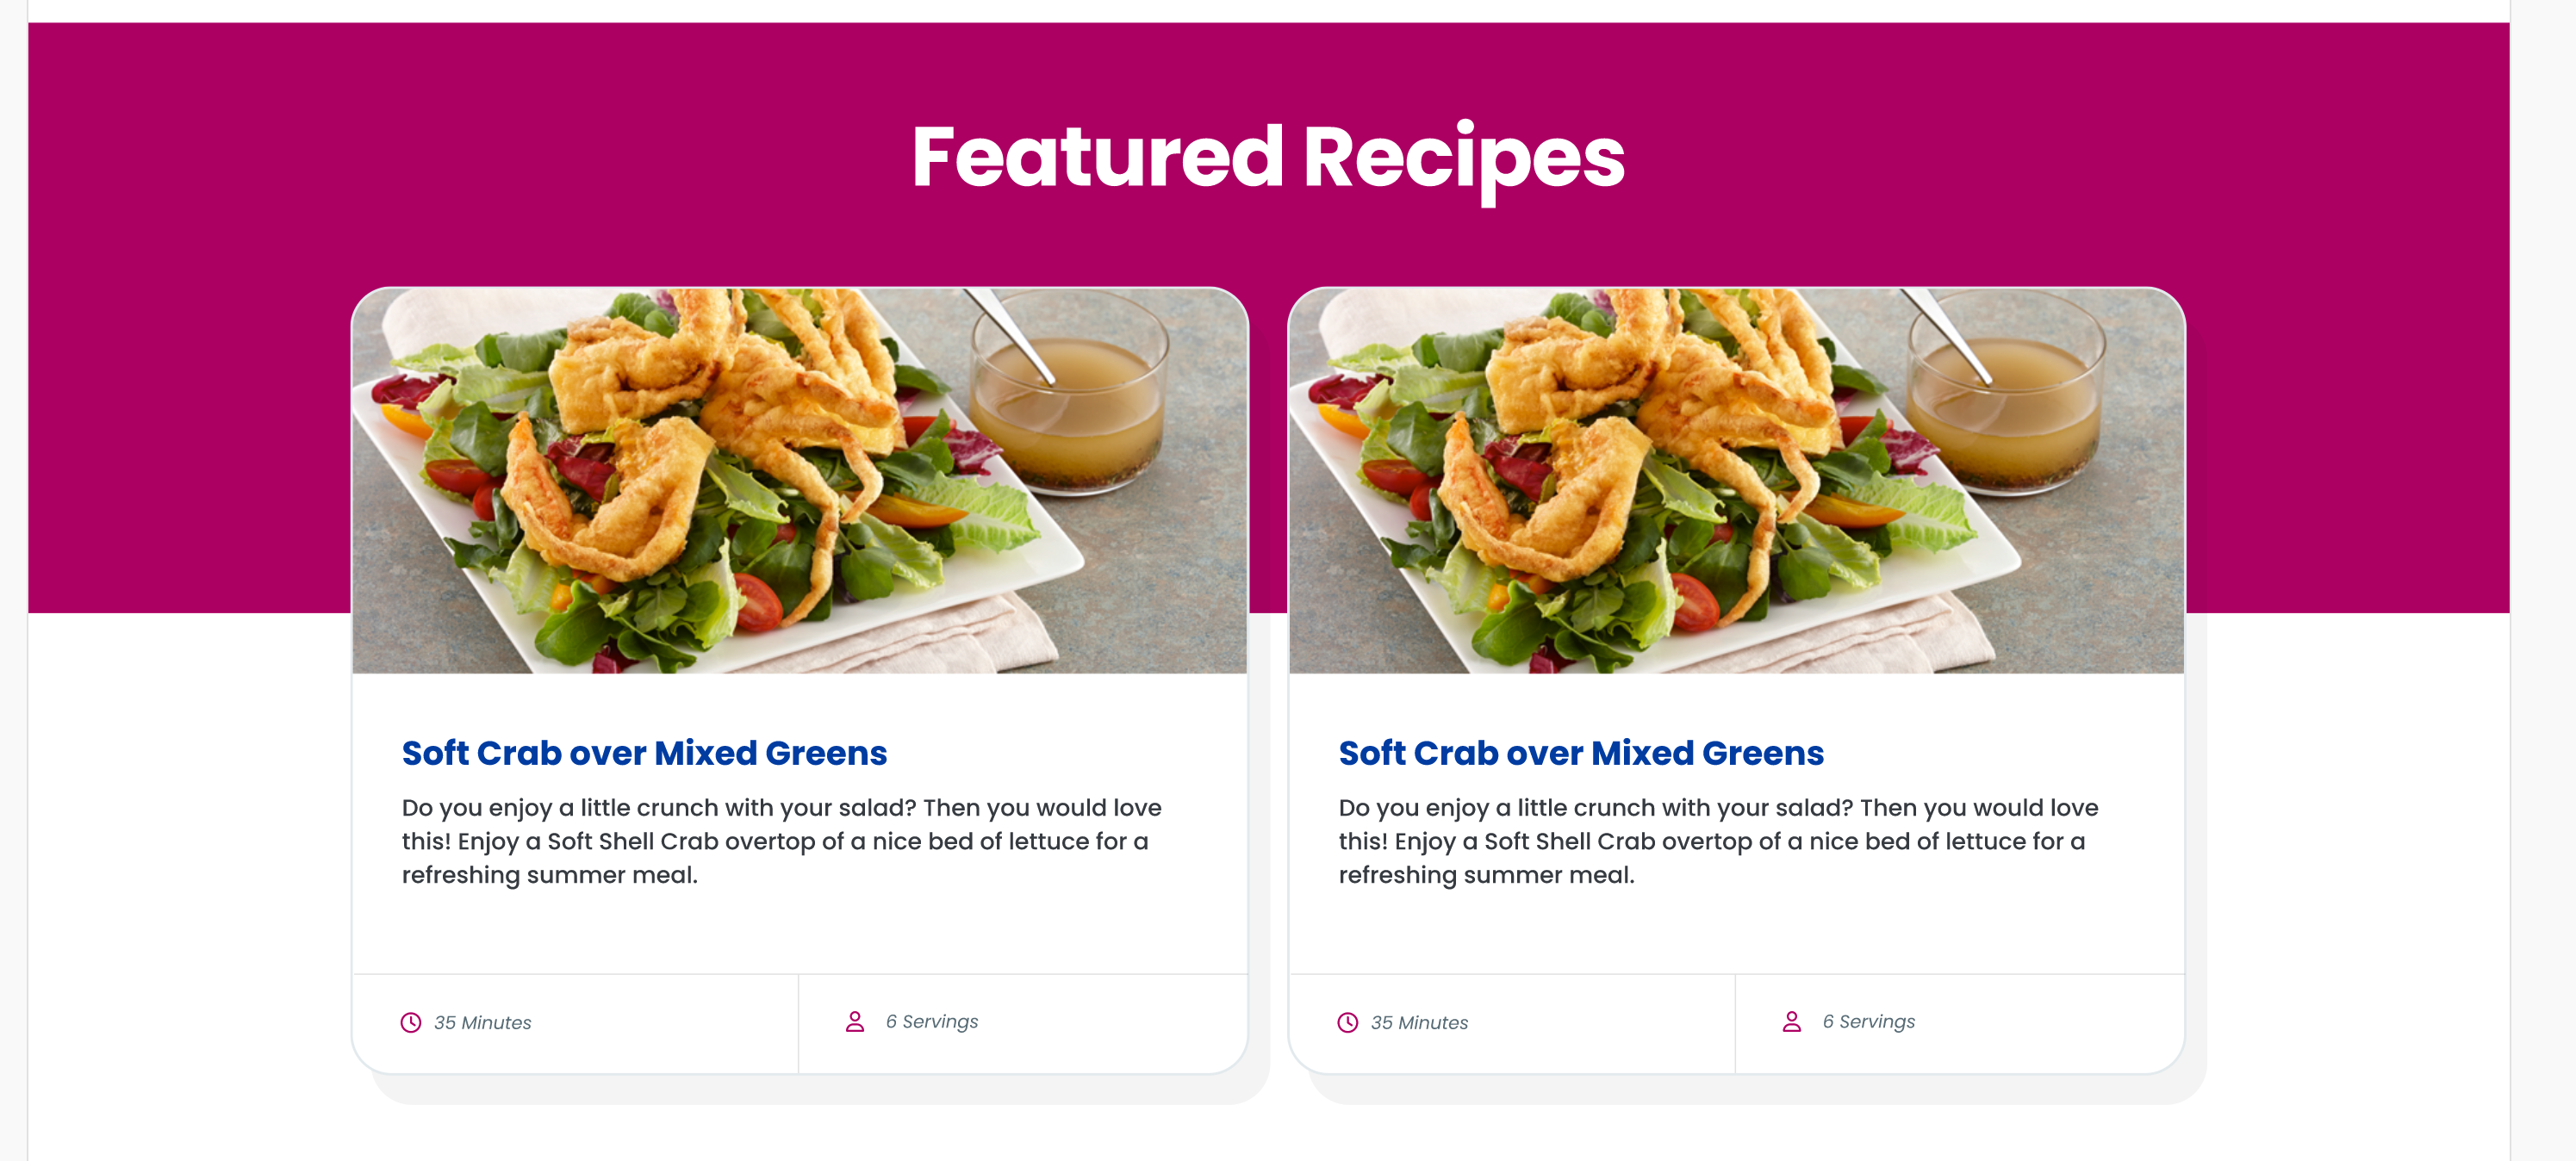 Featured Recipes
Soft Crab over Mixed Greens
Do you enjoy a little crunch with your salad? Then you would love
this! Enjoy a Soft Shell Crab overtop of a nice bed of lettuce for a
refreshing summer meal.
35 Minutes
6 Servings
Soft Crab over Mixed Greens
Do you enjoy a little crunch with your salad? Then you would love
this! Enjoy a Soft Shell Crab overtop of a nice bed of lettuce for a
refreshing summer meal.
35 Minutes
6 Servings